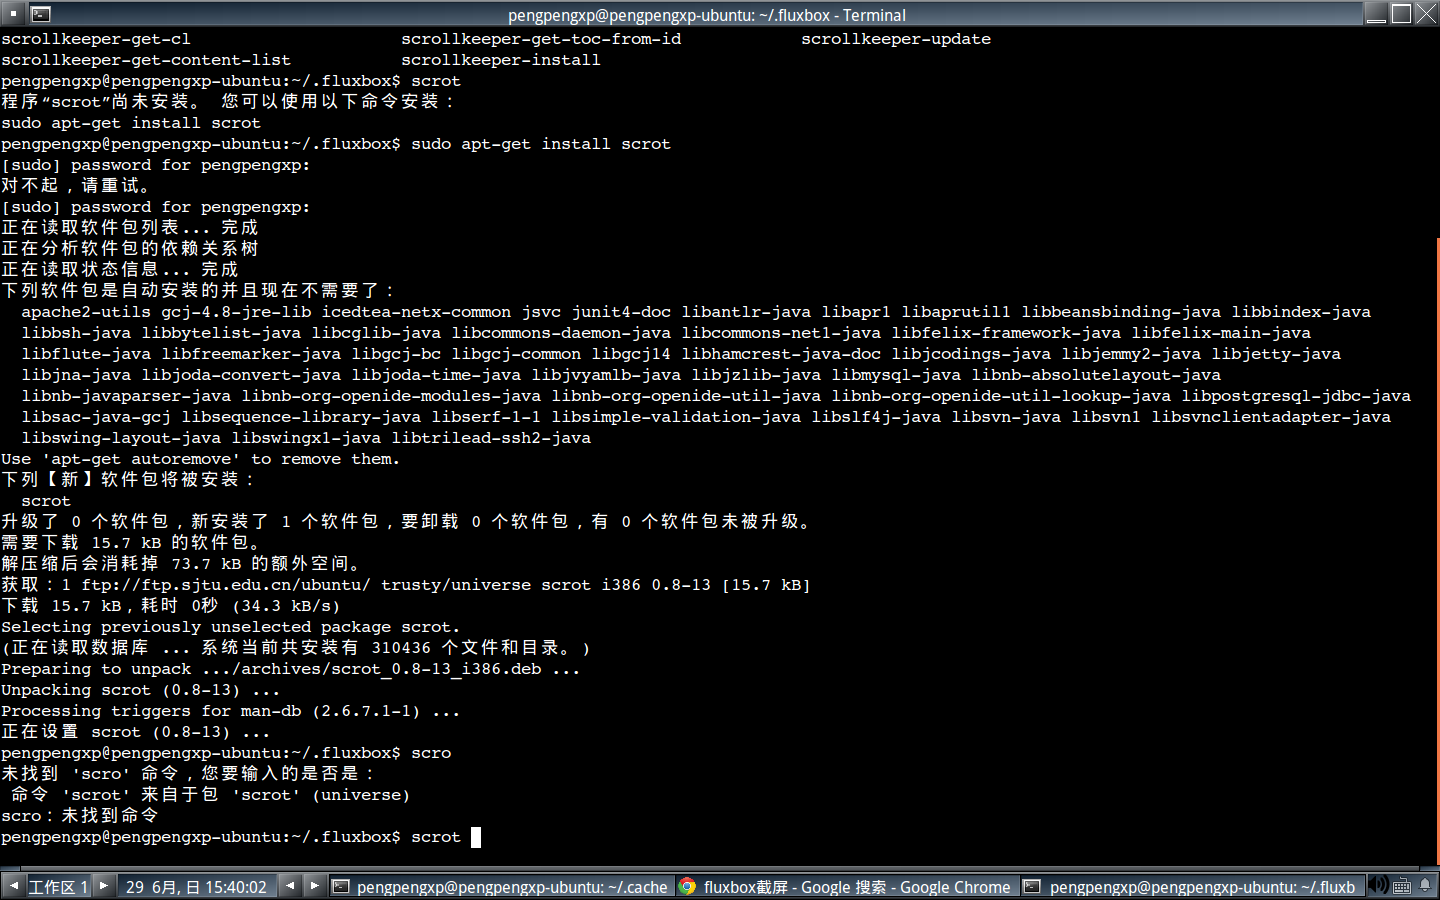 pengpengxp@pengpengxp-ubuntu: ~/.fluxbox - Terminal
scrollkeeper-get-cl scrollkeeper-get-toc-from-id scrollkeeper-update
scrollkeeper-get-content-list scrollkeeper-install
pengpengxp@pengpengxp-ubuntu:~/.fluxbox$ scrot
程序“scrot”尚未安装。 您可以使用以下命令安装：
sudo apt-get install scrot
pengpengxp@pengpengxp-ubuntu:~/.fluxbox$ sudo apt-get install scrot
[sudo] password for pengpengxp:
对不起，请重试。
[sudo] password for pengpengxp:
正在读取软件包列表... 完成
正在分析软件包的依赖关系树
正在读取状态信息... 完成
下列软件包是自动安装的并且现在不需要了：
apache2-utils gcj-4.8-jre-lib icedtea-netx-common jsvc junit4-doc libantlr-java libapr1 libaprutil1 libbeansbinding-java libbindex-java
libbsh-java libbytelist-java libcglib-java libcommons-daemon-java libcommons-net1-java libfelix-framework-java libfelix-main-java
libflute-java libfreemarker-java libgcj-bc libgcj-common libgcj14 libhamcrest-java-doc libjcodings-java libjemmy2-java libjetty-java
libjna-java libjoda-convert-java libjoda-time-java libjvyamlb-java libjzlib-java libmysql-java libnb-absolutelayout-java
libnb-javaparser-java libnb-org-openide-modules-java libnb-org-openide-util-java libnb-org-openide-util-lookup-java libpostgresql-jdbc-java
libsac-java-gcj libsequence-library-java libserf-1-1 libsimple-validation-java libslf4j-java libsvn-java libsvn1 libsvnclientadapter-java
libswing-layout-java libswingx1-java libtrilead-ssh2-java
Use 'apt-get autoremove' to remove them.
下列【新】软件包将被安装：
scrot
升级了 0 个软件包，新安装了 1 个软件包，要卸载 0 个软件包，有 0 个软件包未被升级。
需要下载 15.7 kB 的软件包。
解压缩后会消耗掉 73.7 kB 的额外空间。
获取：1 ftp://ftp.sjtu.edu.cn/ubuntu/ trusty/universe scrot i386 0.8-13 [15.7 kB]
下载 15.7 kB，耗时 0秒 (34.3 kB/s)
Selecting previously unselected package scrot.
(正在读取数据库 ... 系统当前共安装有 310436 个文件和目录。)
Preparing to unpack .../archives/scrot_0.8-13_i386.deb ...
Unpacking scrot (0.8-13) ...
Processing triggers for man-db (2.6.7.1-1) ...
正在设置 scrot (0.8-13) ...
pengpengxp@pengpengxp-ubuntu:~/.fluxbox$ scro
未找到 'scro' 命令，您要输入的是否是：
命令 'scrot' 来自于包 'scrot' (universe)
scro：未找到命令
pengpengxp@pengpengxp-ubuntu:~/.fluxbox$ scrot
工作区 1 29 6月, 日 15:40:02 pengpengxp@pengpengxp-ubuntu: ~/.cache fluxbox截屏 - Google 搜索 - Google Chrome pengpengxp@pengpengxp-ubuntu: ~/.fluxb